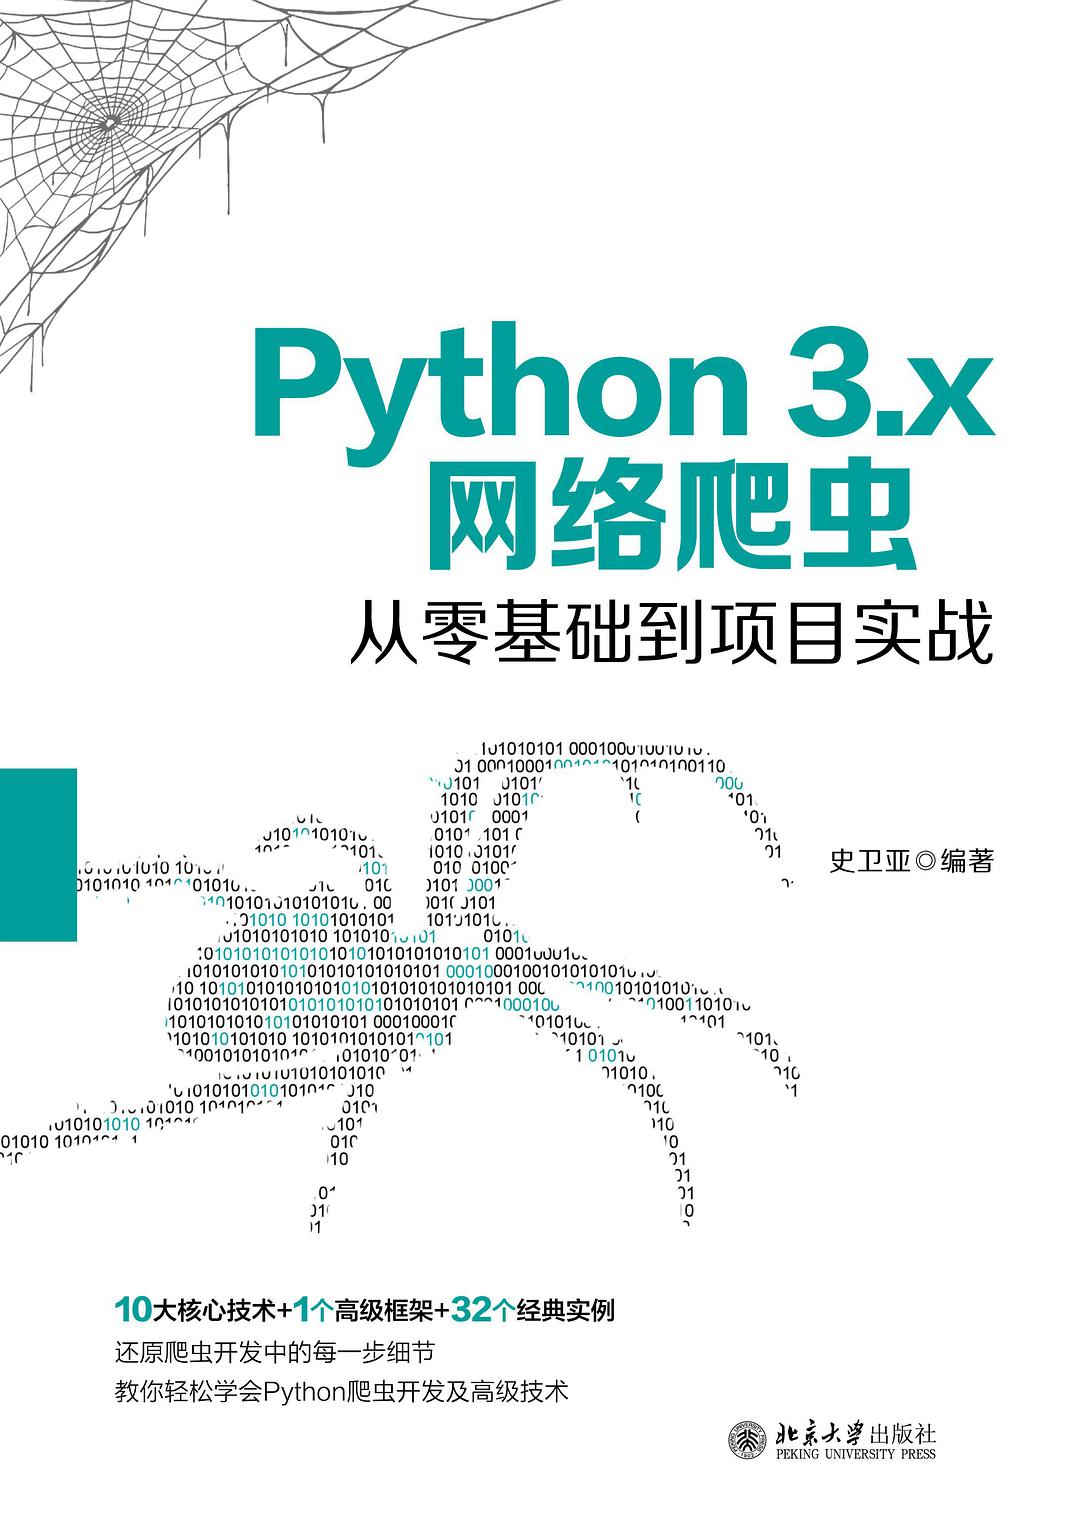 Python 3.x
网络爬虫
从零基础到项目实战
史卫亚◎编著
10大核心技术+1个高级框架+32个经典实例
还原爬虫开发中的每一步细节
教你轻松学会Python爬虫开发及高级技术
北京大学出版社
PEKING UNIVERSITY PRESS